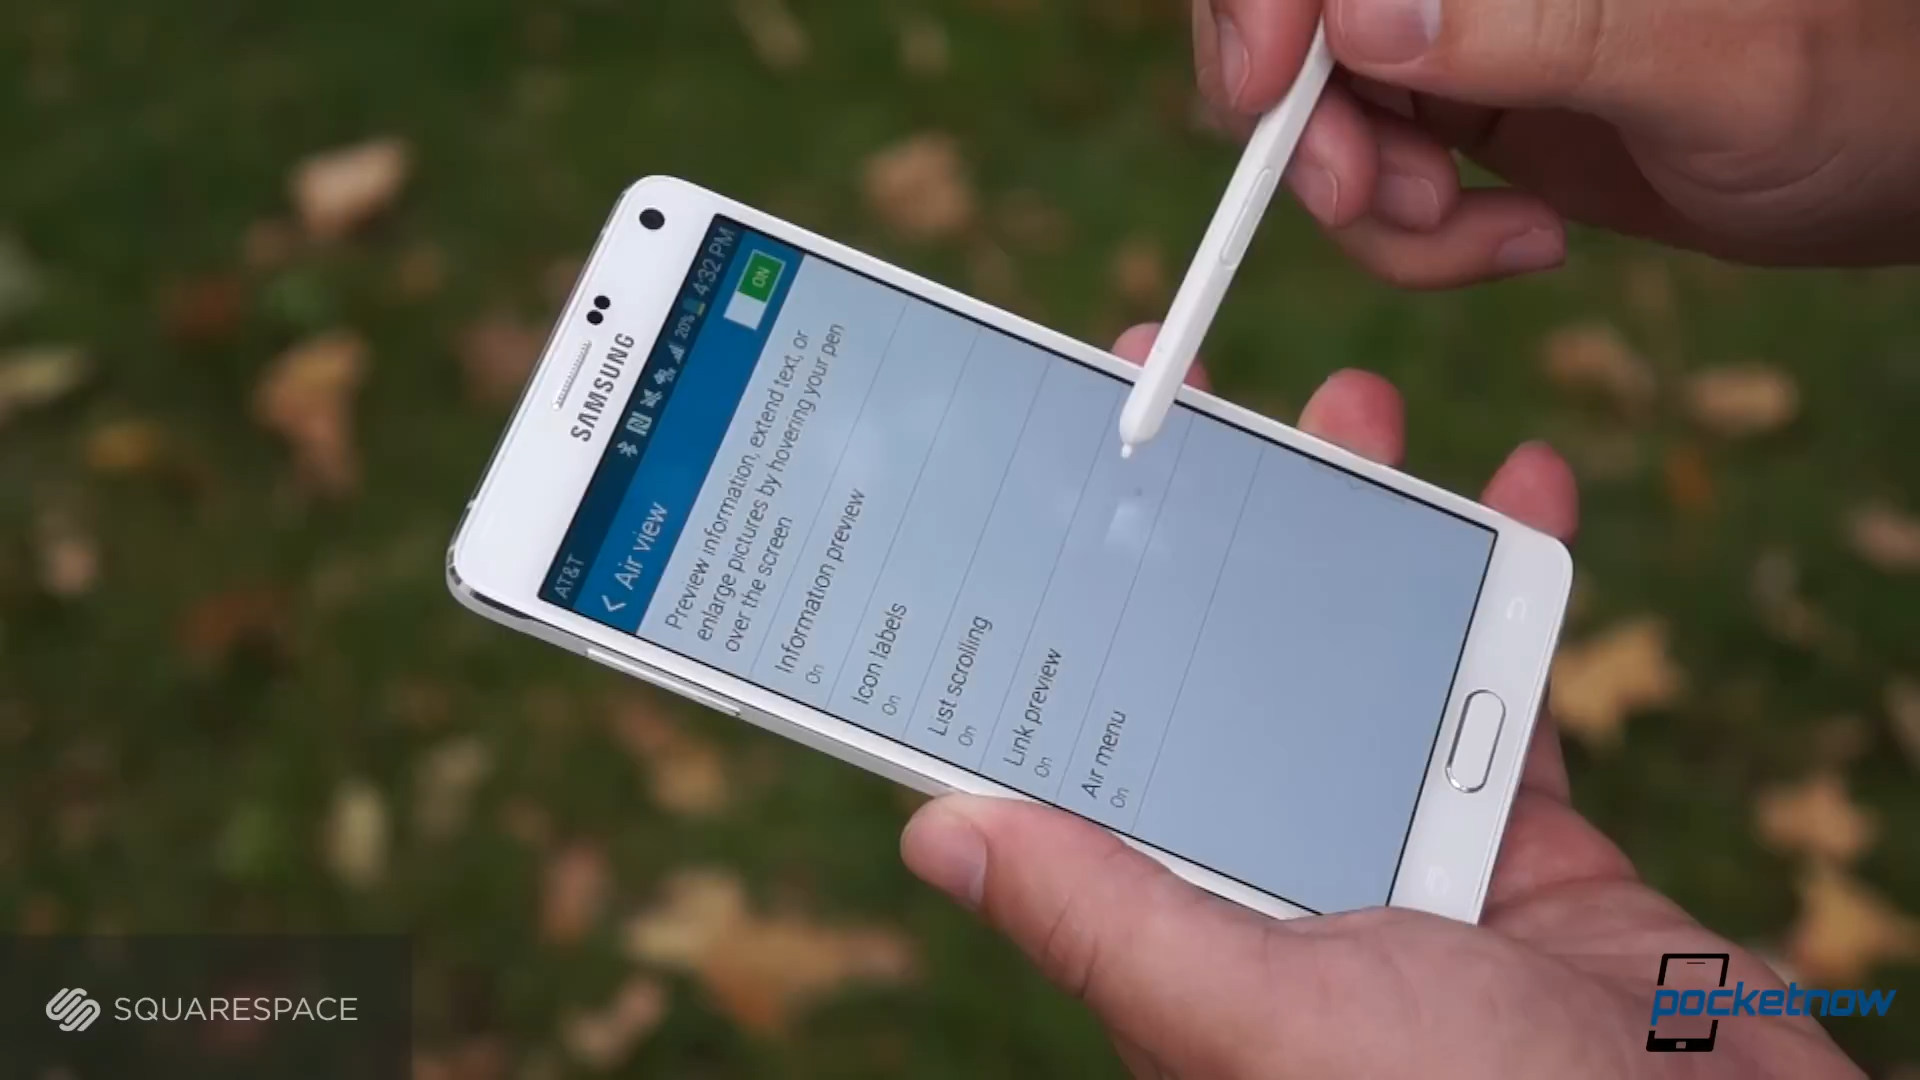 SAMSUNG
AT&T
20%
4:32 PM
Air view
ON
Preview information, extend text, or
enlarge pictures by hovering your pen
over the screen
Information preview
On
Icon labels
On
List scrolling
On
Link preview
On
Air menu
On
SQUARESPACE
pocketnow